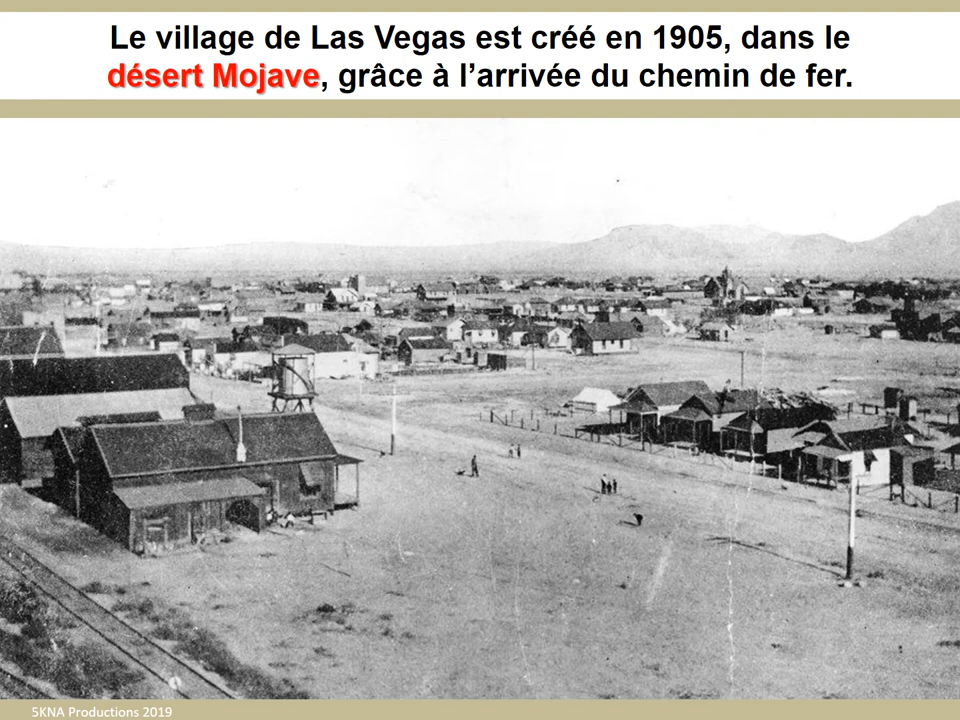 Le village de Las Vegas est créé en 1905, dans le
désert Mojave, grâce à l’arrivée du chemin de fer.
5KNA Productions 2019